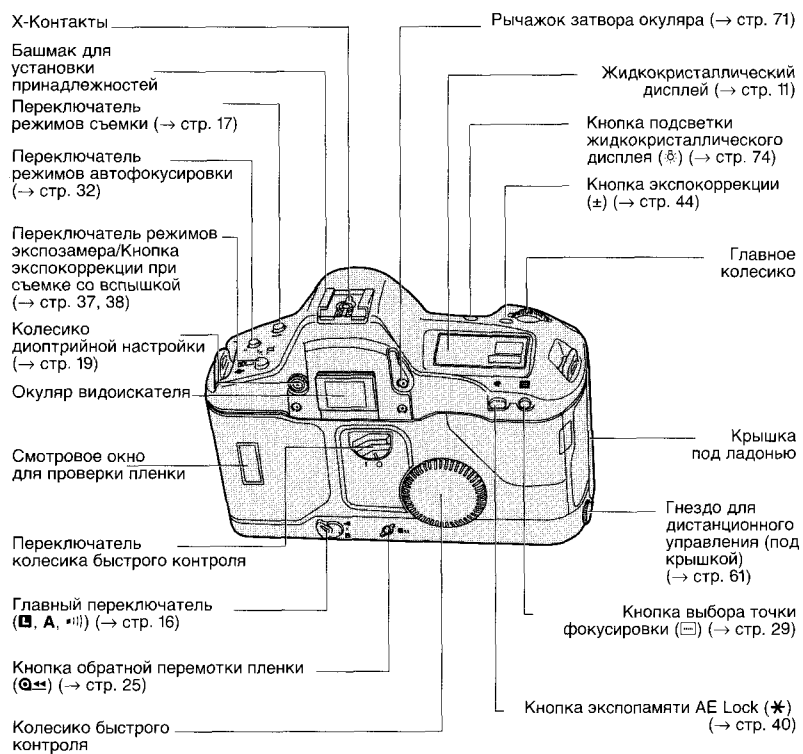 X-Контакты
Башмак для
установки
принадлежностей
Переключатель
режимов съемки (→ стр. 17)
Переключатель
режимов автофокусировки
(→ стр. 32)
Переключатель режимов
экспозамера/Кнопка
экспокоррекции при
съемке со вспышкой
(→ стр. 37, 38)
Колесико
диоптрийной настройки
(→ стр. 19)
Окуляр видоискателя
Смотровое окно
для проверки пленки
Переключатель
колесика быстрого контроля
Главный переключатель
(L, A, •))) (→ стр. 16)
Кнопка обратной перемотки пленки
(→ стр. 25)
Колесико быстрого
контроля
Рычажок затвора окуляра (→ стр. 71)
Жидкокристаллический
дисплей (→ стр. 11)
Кнопка подсветки
жидкокристаллического
дисплея (☼) (→ стр. 74)
Кнопка экспокоррекции
(±) (→ стр. 44)
Главное
колесико
Крышка
под ладонью
Гнездо для
дистанционного
управления (под
крышкой)
(→ стр. 61)
Кнопка выбора точки
фокусировки (→ стр. 29)
Кнопка экспопамяти AE Lock (✱)
(→ стр. 40)